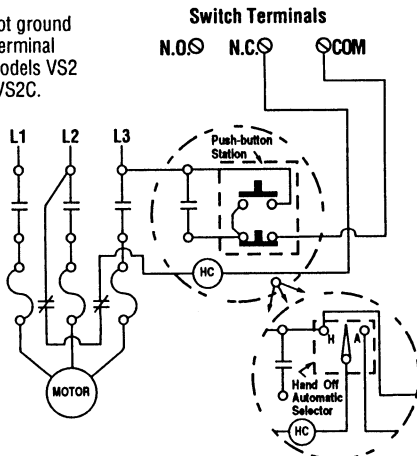 ot ground
erminal
odels VS2
VS2C.
Switch Terminals
N.O. N.C. COM
L1 L2 L3
Push-button
Station
HC
H A
Hand Off
Automatic
Selector
HC
MOTOR